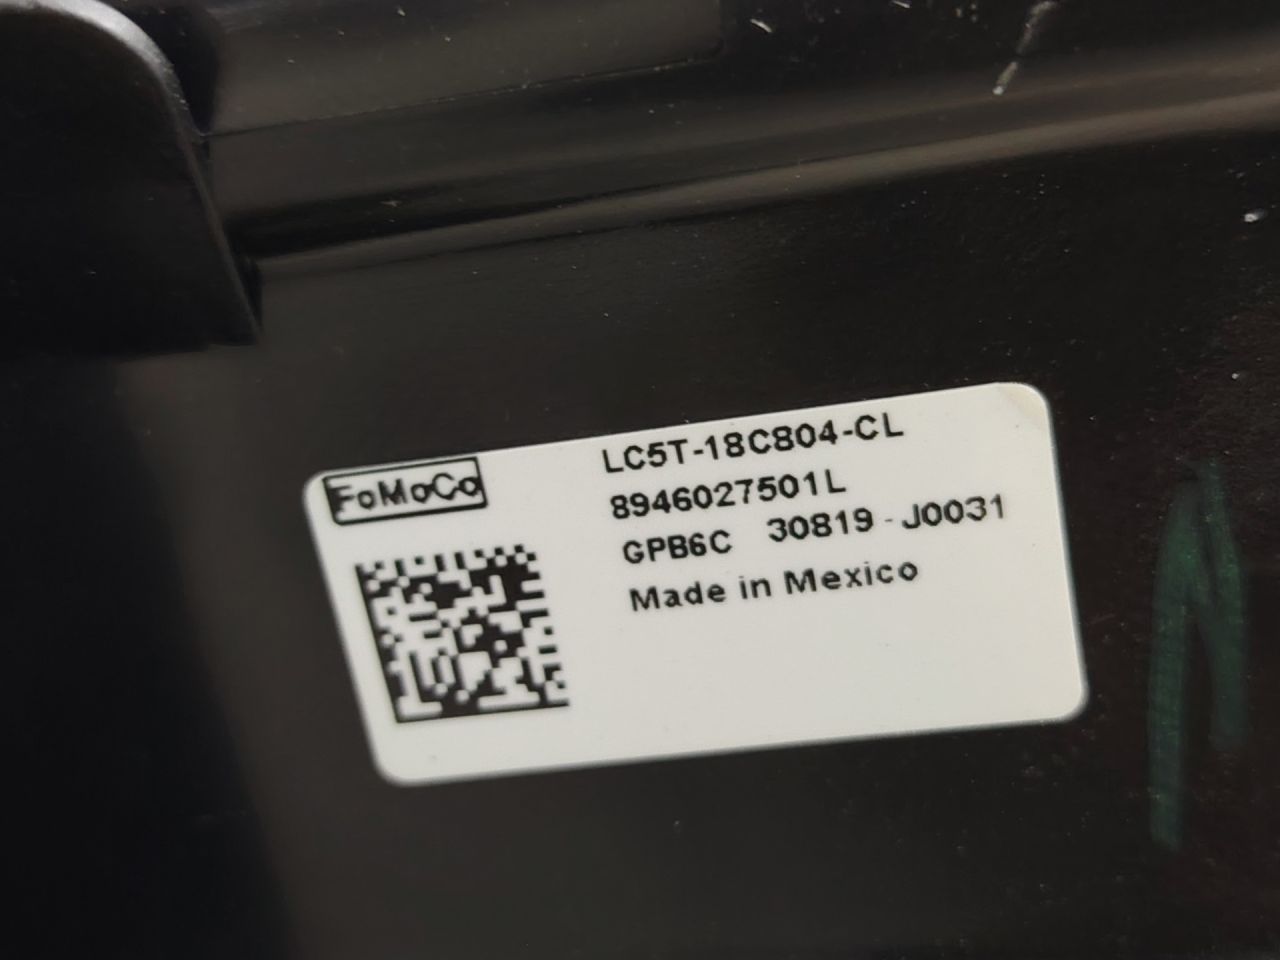 FoMoCo
LC5T-18C804-CL
8946027501L
GPB6C 30819-J0031
Made in Mexico